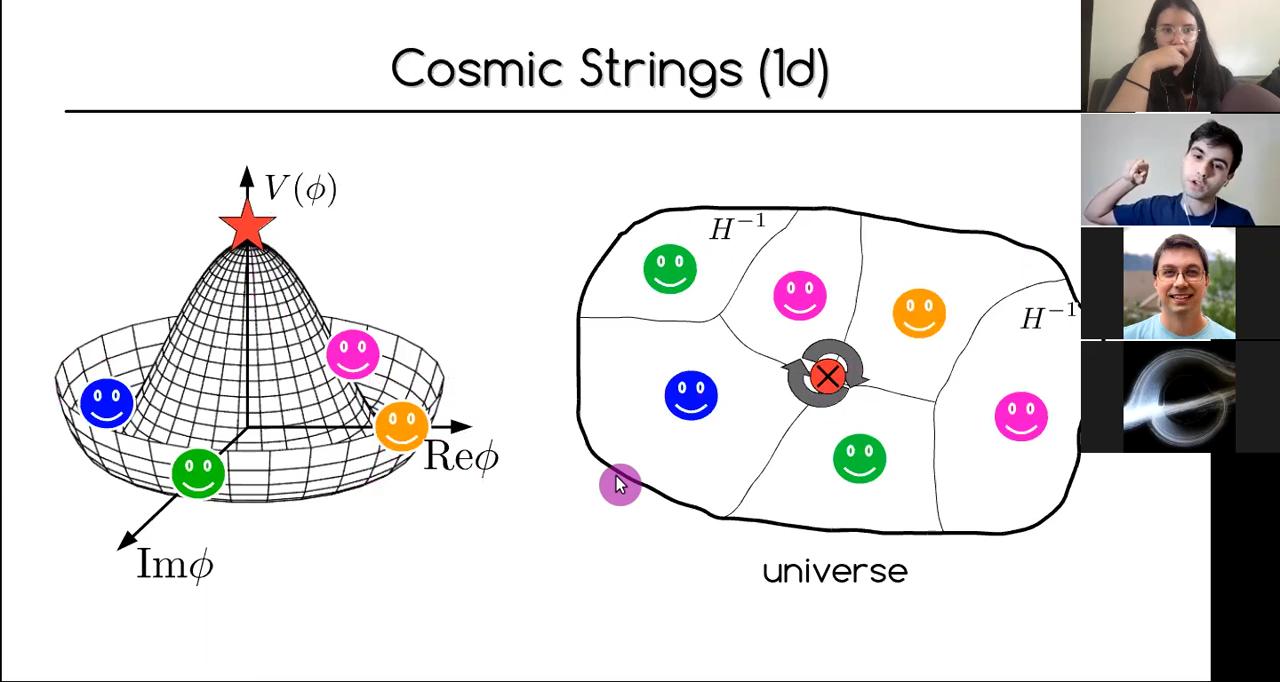 Cosmic Strings (1d)
V(ϕ)
H⁻¹
H⁻¹
Reϕ
Imϕ
universe